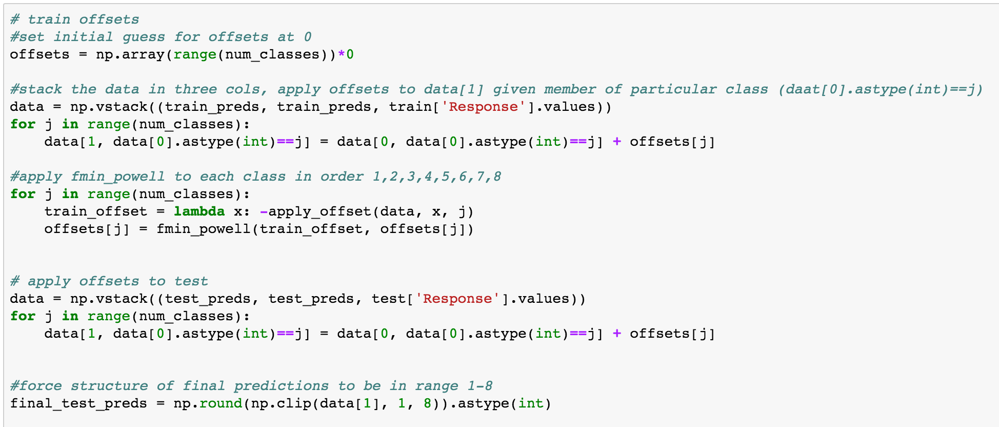 # train offsets
#set initial guess for offsets at 0
offsets = np.array(range(num_classes))*0
#stack the data in three cols, apply offsets to data[1] given member of particular class (daat[0].astype(int)==j)
data = np.vstack((train_preds, train_preds, train['Response'].values))
for j in range(num_classes):
    data[1, data[0].astype(int)==j] = data[0, data[0].astype(int)==j] + offsets[j]
#apply fmin_powell to each class in order 1,2,3,4,5,6,7,8
for j in range(num_classes):
    train_offset = lambda x: -apply_offset(data, x, j)
    offsets[j] = fmin_powell(train_offset, offsets[j])
# apply offsets to test
data = np.vstack((test_preds, test_preds, test['Response'].values))
for j in range(num_classes):
    data[1, data[0].astype(int)==j] = data[0, data[0].astype(int)==j] + offsets[j]
#force structure of final predictions to be in range 1-8
final_test_preds = np.round(np.clip(data[1], 1, 8)).astype(int)